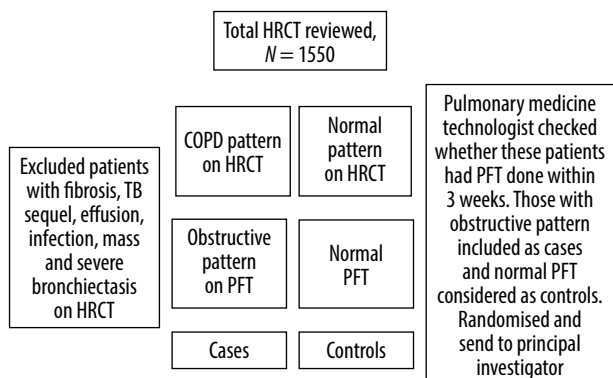 Total HRCT reviewed,
N = 1550
Excluded patients
with fibrosis, TB
sequel, effusion,
infection, mass
and severe
bronchiectasis
on HRCT
COPD pattern
on HRCT
Normal
pattern
on HRCT
Obstructive
pattern
on PFT
Normal
PFT
Cases
Controls
Pulmonary medicine
technologist checked
whether these patients
had PFT done within
3 weeks. Those with
obstructive pattern
included as cases
and normal PFT
considered as controls.
Randomised and
send to principal
investigator